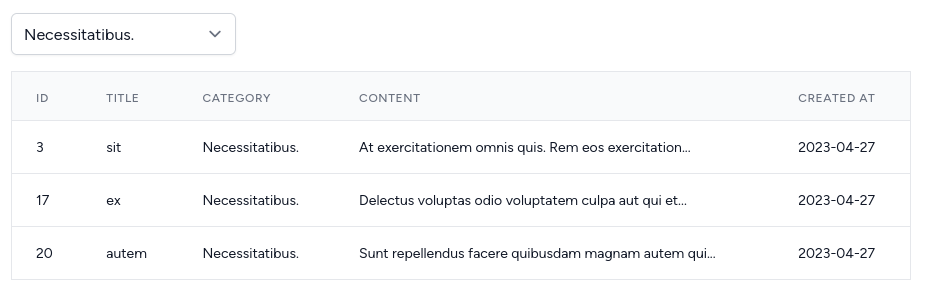 Necessitatibus.
ID TITLE CATEGORY CONTENT CREATED AT
3 sit Necessitatibus. At exercitationem omnis quis. Rem eos exercitation... 2023-04-27
17 ex Necessitatibus. Delectus voluptas odio voluptatem culpa aut qui et... 2023-04-27
20 autem Necessitatibus. Sunt repellendus facere quibusdam magnam autem qui... 2023-04-27